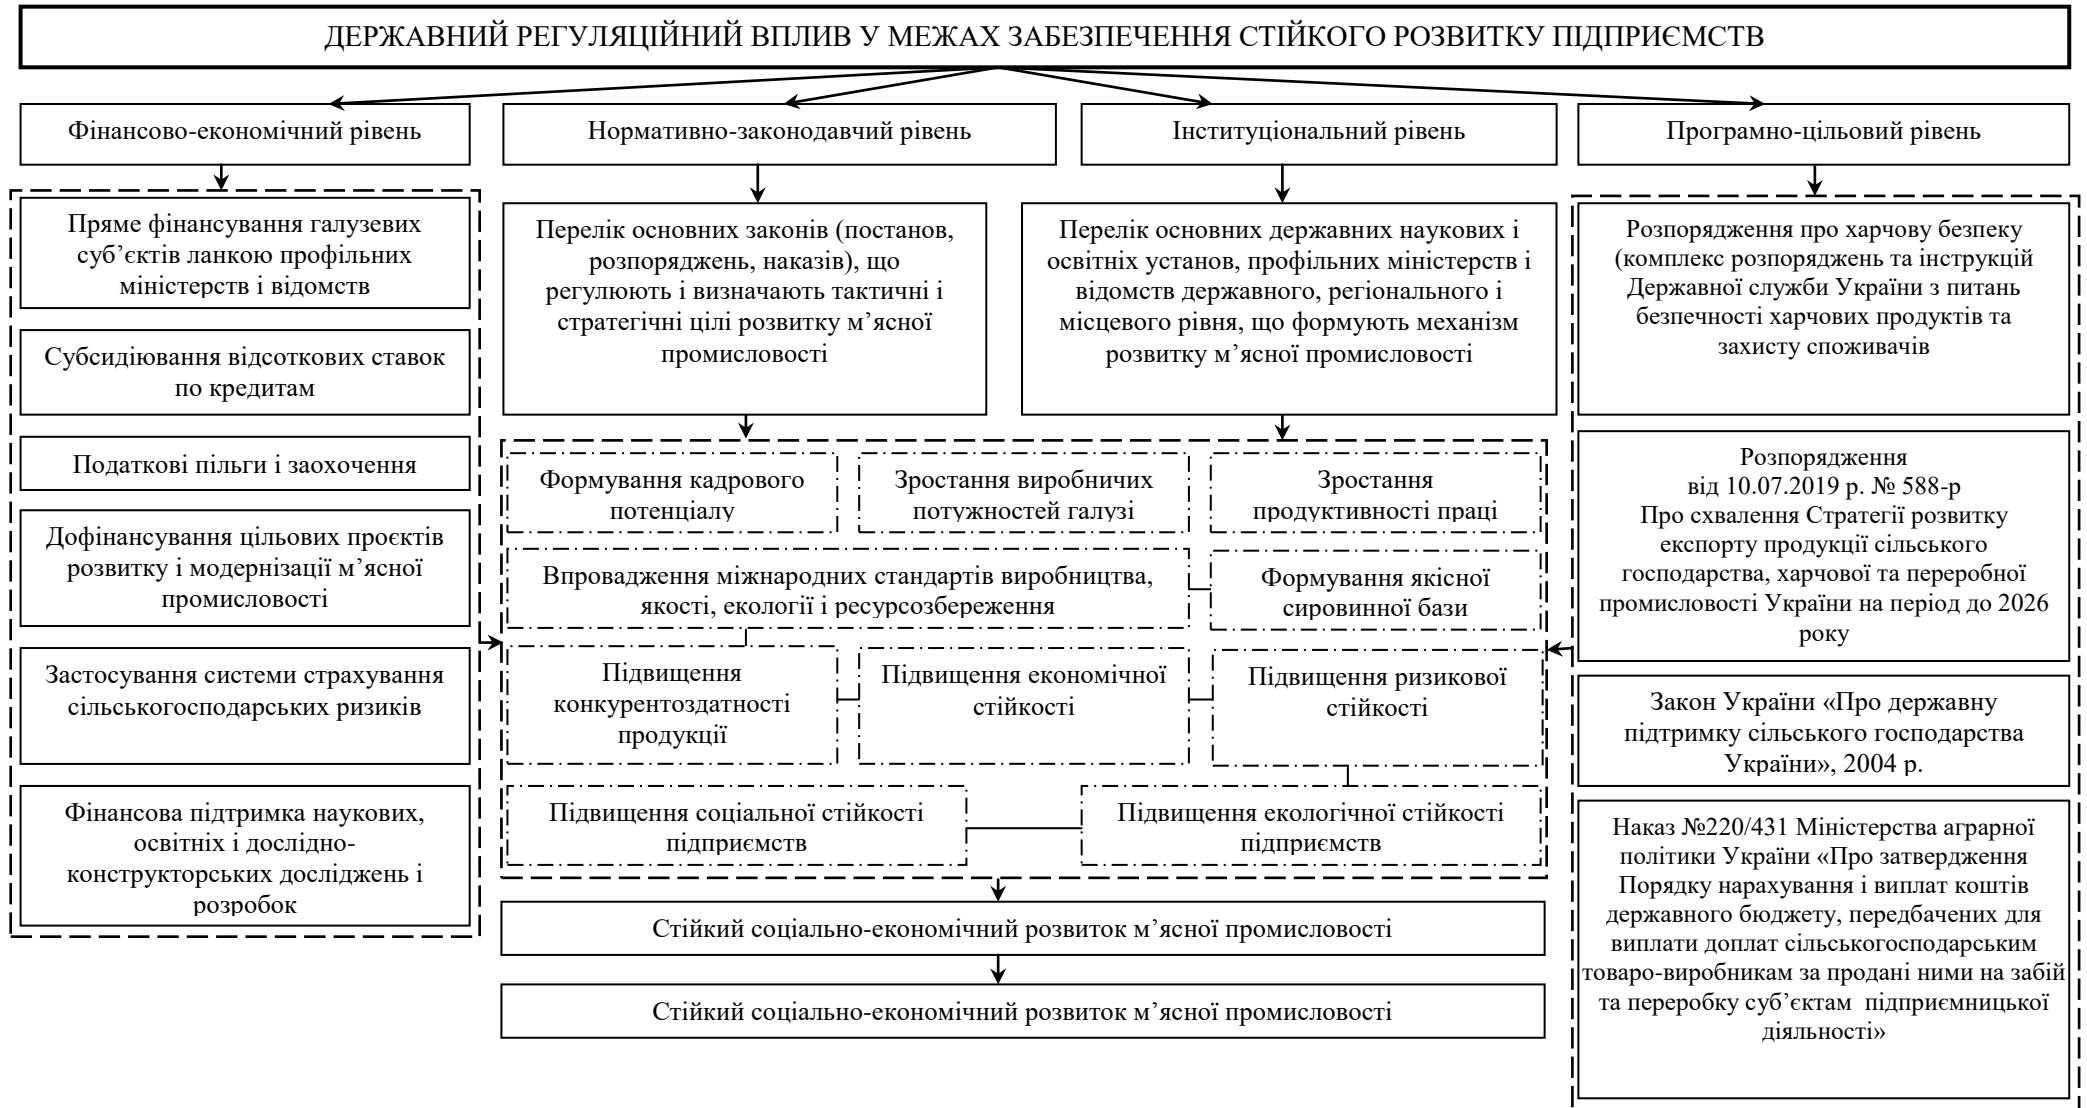 ДЕРЖАВНИЙ РЕГУЛЯЦІЙНИЙ ВПЛИВ У МЕЖАХ ЗАБЕЗПЕЧЕННЯ СТІЙКОГО РОЗВИТКУ ПІДПРИЄМСТВ
Фінансово-економічний рівень
Нормативно-законодавчий рівень
Інституціональний рівень
Програмно-цільовий рівень
Пряме фінансування галузевих
суб’єктів ланкою профільних
міністерств і відомств
Субсидіювання відсоткових ставок
по кредитам
Податкові пільги і заохочення
Дофінансування цільових проєктів
розвитку і модернізації м’ясної
промисловості
Застосування системи страхування
сільськогосподарських ризиків
Фінансова підтримка наукових,
освітніх і дослідно-
конструкторських досліджень і
розробок
Перелік основних законів (постанов,
розпоряджень, наказів), що
регулюють і визначають тактичні і
стратегічні цілі розвитку м’ясної
промисловості
Перелік основних державних наукових і
освітніх установ, профільних міністерств і
відомств державного, регіонального і
місцевого рівня, що формують механізм
розвитку м’ясної промисловості
Формування кадрового
потенціалу
Зростання виробничих
потужностей галузі
Зростання
продуктивності праці
Впровадження міжнародних стандартів виробництва,
якості, екології і ресурсозбереження
Формування якісної
сировинної бази
Підвищення
конкурентоздатності
продукції
Підвищення економічної
стійкості
Підвищення ризикової
стійкості
Підвищення соціальної стійкості
підприємств
Підвищення екологічної стійкості
підприємств
Стійкий соціально-економічний розвиток м’ясної промисловості
Стійкий соціально-економічний розвиток м’ясної промисловості
Розпорядження про харчову безпеку
(комплекс розпоряджень та інструкцій
Державної служби України з питань
безпечності харчових продуктів та
захисту споживачів
Розпорядження
від 10.07.2019 р. № 588-р
Про схвалення Стратегії розвитку
експорту продукції сільського
господарства, харчової та переробної
промисловості України на період до 2026
року
Закон України «Про державну
підтримку сільського господарства
України», 2004 р.
Наказ №220/431 Міністерства аграрної
політики України «Про затвердження
Порядку нарахування і виплат коштів
державного бюджету, передбачених для
виплати доплат сільськогосподарським
товаро-виробникам за продані ними на забій
та переробку суб’єктам підприємницької
діяльності»